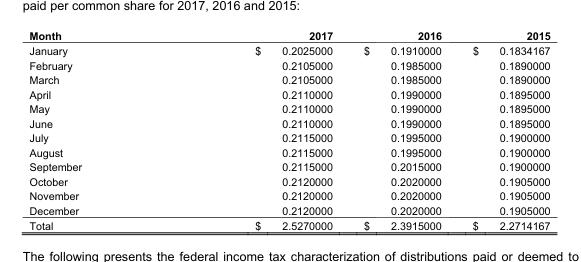 paid per common share for 2017, 2016 and 2015:
Month 2017 2016 2015
January $ 0.2025000 $ 0.1910000 $ 0.1834167
February 0.2105000 0.1985000 0.1890000
March 0.2105000 0.1985000 0.1890000
April 0.2110000 0.1990000 0.1895000
May 0.2110000 0.1990000 0.1895000
June 0.2110000 0.1990000 0.1895000
July 0.2115000 0.1995000 0.1900000
August 0.2115000 0.1995000 0.1900000
September 0.2115000 0.2015000 0.1900000
October 0.2120000 0.2020000 0.1905000
November 0.2120000 0.2020000 0.1905000
December 0.2120000 0.2020000 0.1905000
Total $ 2.5270000 $ 2.3915000 $ 2.2714167
The following presents the federal income tax characterization of distributions paid or deemed to